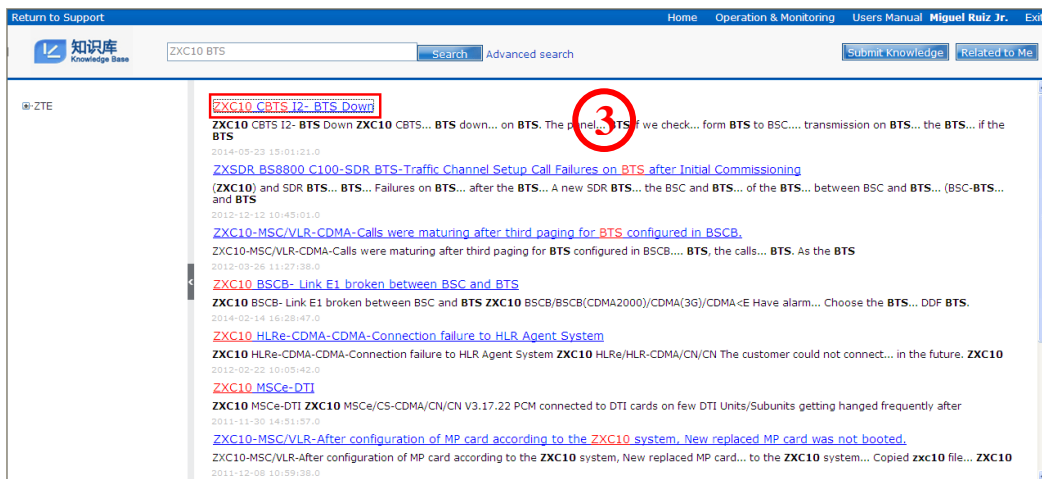 Return to Support Home Operation & Monitoring Users Manual Miguel Ruiz Jr. Exi
知识库
Knowledge Base
ZXC10 BTS Search Advanced search Submit Knowledge Related to Me
ZTE
ZXC10 CBTS I2- BTS Down
3
ZXC10 CBTS I2- BTS Down ZXC10 CBTS... BTS down... on BTS. The panel... BTS if we check... form BTS to BSC.... transmission on BTS... the BTS... if the
BTS
2014-05-23 15:01:21.0
ZXSDR BS8800 C100-SDR BTS-Traffic Channel Setup Call Failures on BTS after Initial Commissioning
(ZXC10) and SDR BTS... BTS... Failures on BTS... after the BTS... A new SDR BTS... the BSC and BTS... of the BTS... between BSC and BTS... (BSC-BTS...
and BTS
2012-12-12 10:45:01.0
ZXC10-MSC/VLR-CDMA-Calls were maturing after third paging for BTS configured in BSCB.
ZXC10-MSC/VLR-CDMA-Calls were maturing after third paging for BTS configured in BSCB.... BTS, the calls... BTS. As the BTS
2012-03-26 11:27:38.0
ZXC10 BSCB- Link E1 broken between BSC and BTS
ZXC10 BSCB- Link E1 broken between BSC and BTS ZXC10 BSCB/BSCB(CDMA2000)/CDMA(3G)/CDMA<E Have alarm... Choose the BTS... DDF BTS.
2014-02-14 16:28:47.0
ZXC10 HLRe-CDMA-CDMA-Connection failure to HLR Agent System
ZXC10 HLRe-CDMA-CDMA-Connection failure to HLR Agent System ZXC10 HLRe/HLR-CDMA/CN/CN The customer could not connect... in the future. ZXC10
2012-02-22 10:05:42.0
ZXC10 MSCe-DTI
ZXC10 MSCe-DTI ZXC10 MSCe/CS-CDMA/CN/CN V3.17.22 PCM connected to DTI cards on few DTI Units/Subunits getting hanged frequently after
2011-11-30 14:51:57.0
ZXC10-MSC/VLR-After configuration of MP card according to the ZXC10 system, New replaced MP card was not booted.
ZXC10-MSC/VLR-After configuration of MP card according to the ZXC10 system, New replaced MP card... to the ZXC10 system... Copied zxc10 file... ZXC10
2011-12-08 10:59:38.0